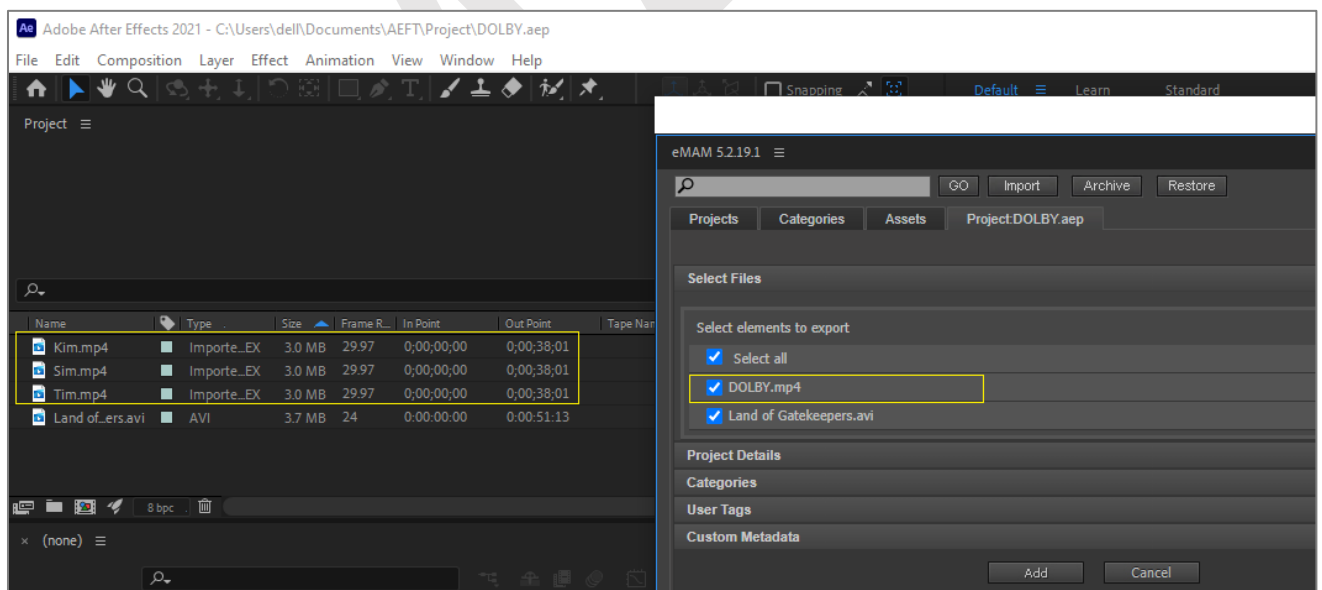 Ae Adobe After Effects 2021 - C:\Users\dell\Documents\AEFT\Project\DOLBY.aep
File Edit Composition Layer Effect Animation View Window Help
Snapping Default Learn Standard
Project
Name Type Size Frame R... In Point Out Point Tape Nar
Kim.mp4 Importe...EX 3.0 MB 29.97 0;00;00;00 0;00;38;01
Sim.mp4 Importe...EX 3.0 MB 29.97 0;00;00;00 0;00;38;01
Tim.mp4 Importe...EX 3.0 MB 29.97 0;00;00;00 0;00;38;01
Land of...ers.avi AVI 3.7 MB 24 0:00:00:00 0:00:51:13
8 bpc
(none)
eMAM 5.2.19.1
GO Import Archive Restore
Projects Categories Assets Project:DOLBY.aep
Select Files
Select elements to export
Select all
DOLBY.mp4
Land of Gatekeepers.avi
Project Details
Categories
User Tags
Custom Metadata
Add Cancel